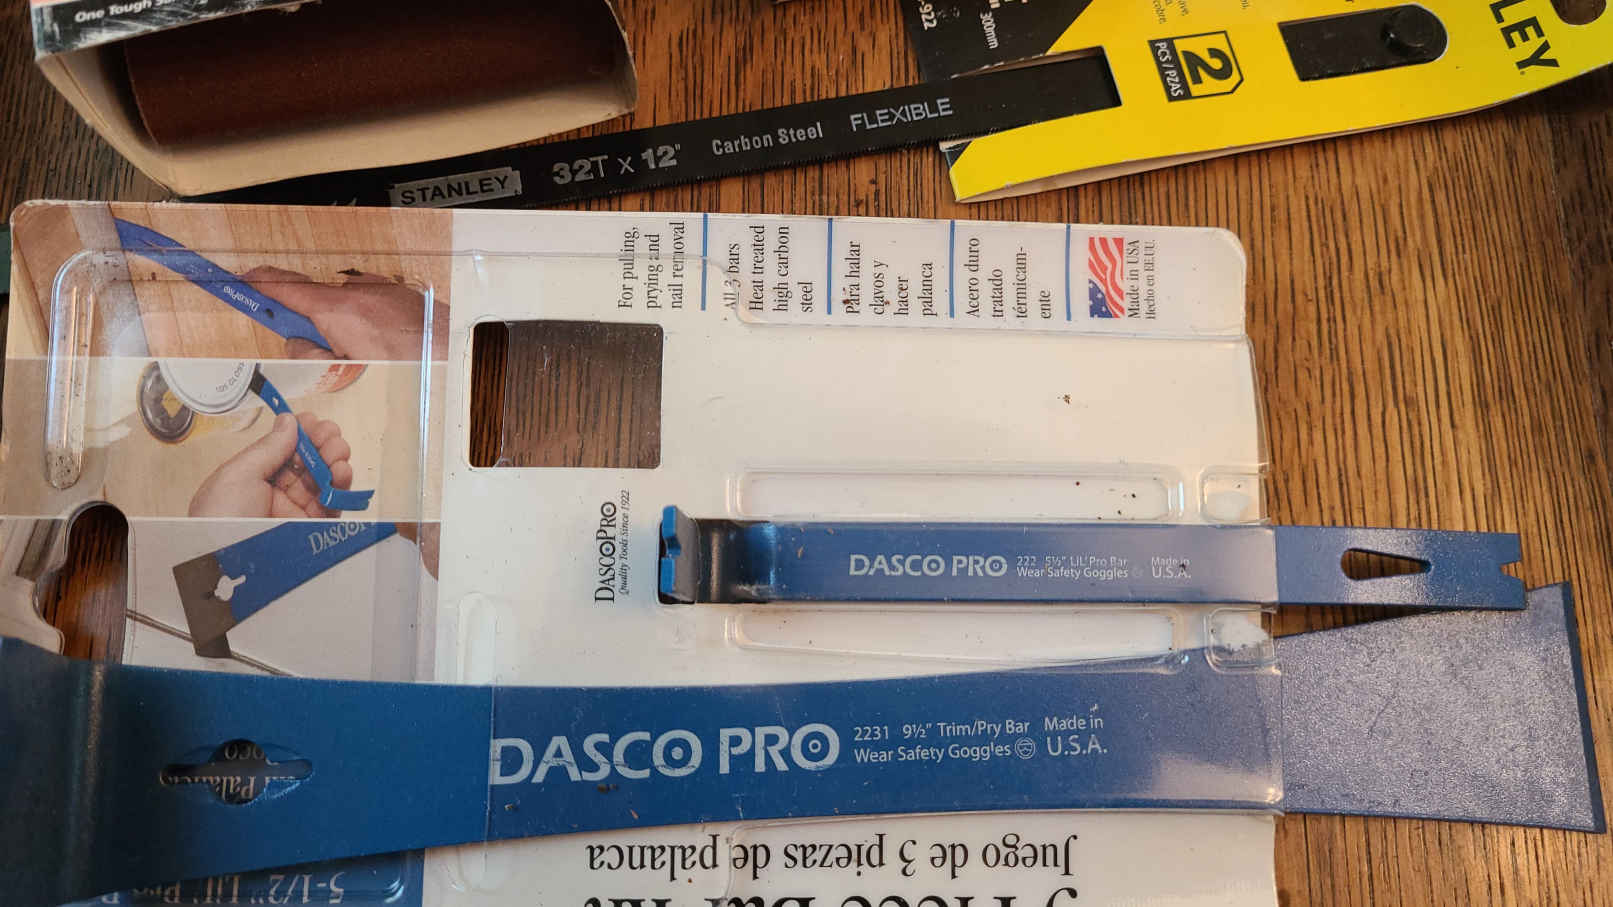 One Tough
-922
300mm
2
PCS / PZAS
LEY.
STANLEY
32T x 12"
Carbon Steel
FLEXIBLE
For pulling,
prying and
nail removal
All 3 bars
Heat treated
high carbon
steel
Para halar
clavos y
hacer
palanca
Acero duro
tratado
térmicam-
ente
Made in USA
Hecho en EE.UU.
DASCO PRO
DASCOPRO
Quality Tools Since 1922
DASCO PRO
222 5½" LIL' Pro Bar
Wear Safety Goggles
Made in
U.S.A.
DASCO PRO
2231 9½" Trim/Pry Bar
Wear Safety Goggles
Made in
U.S.A.
Palanca
Juego de 3 piezas de palanca
5-1/2" LIL' Pro